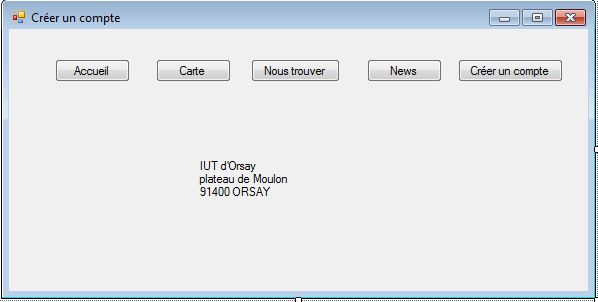 Créer un compte
Accueil Carte Nous trouver News Créer un compte
IUT d'Orsay
plateau de Moulon
91400 ORSAY